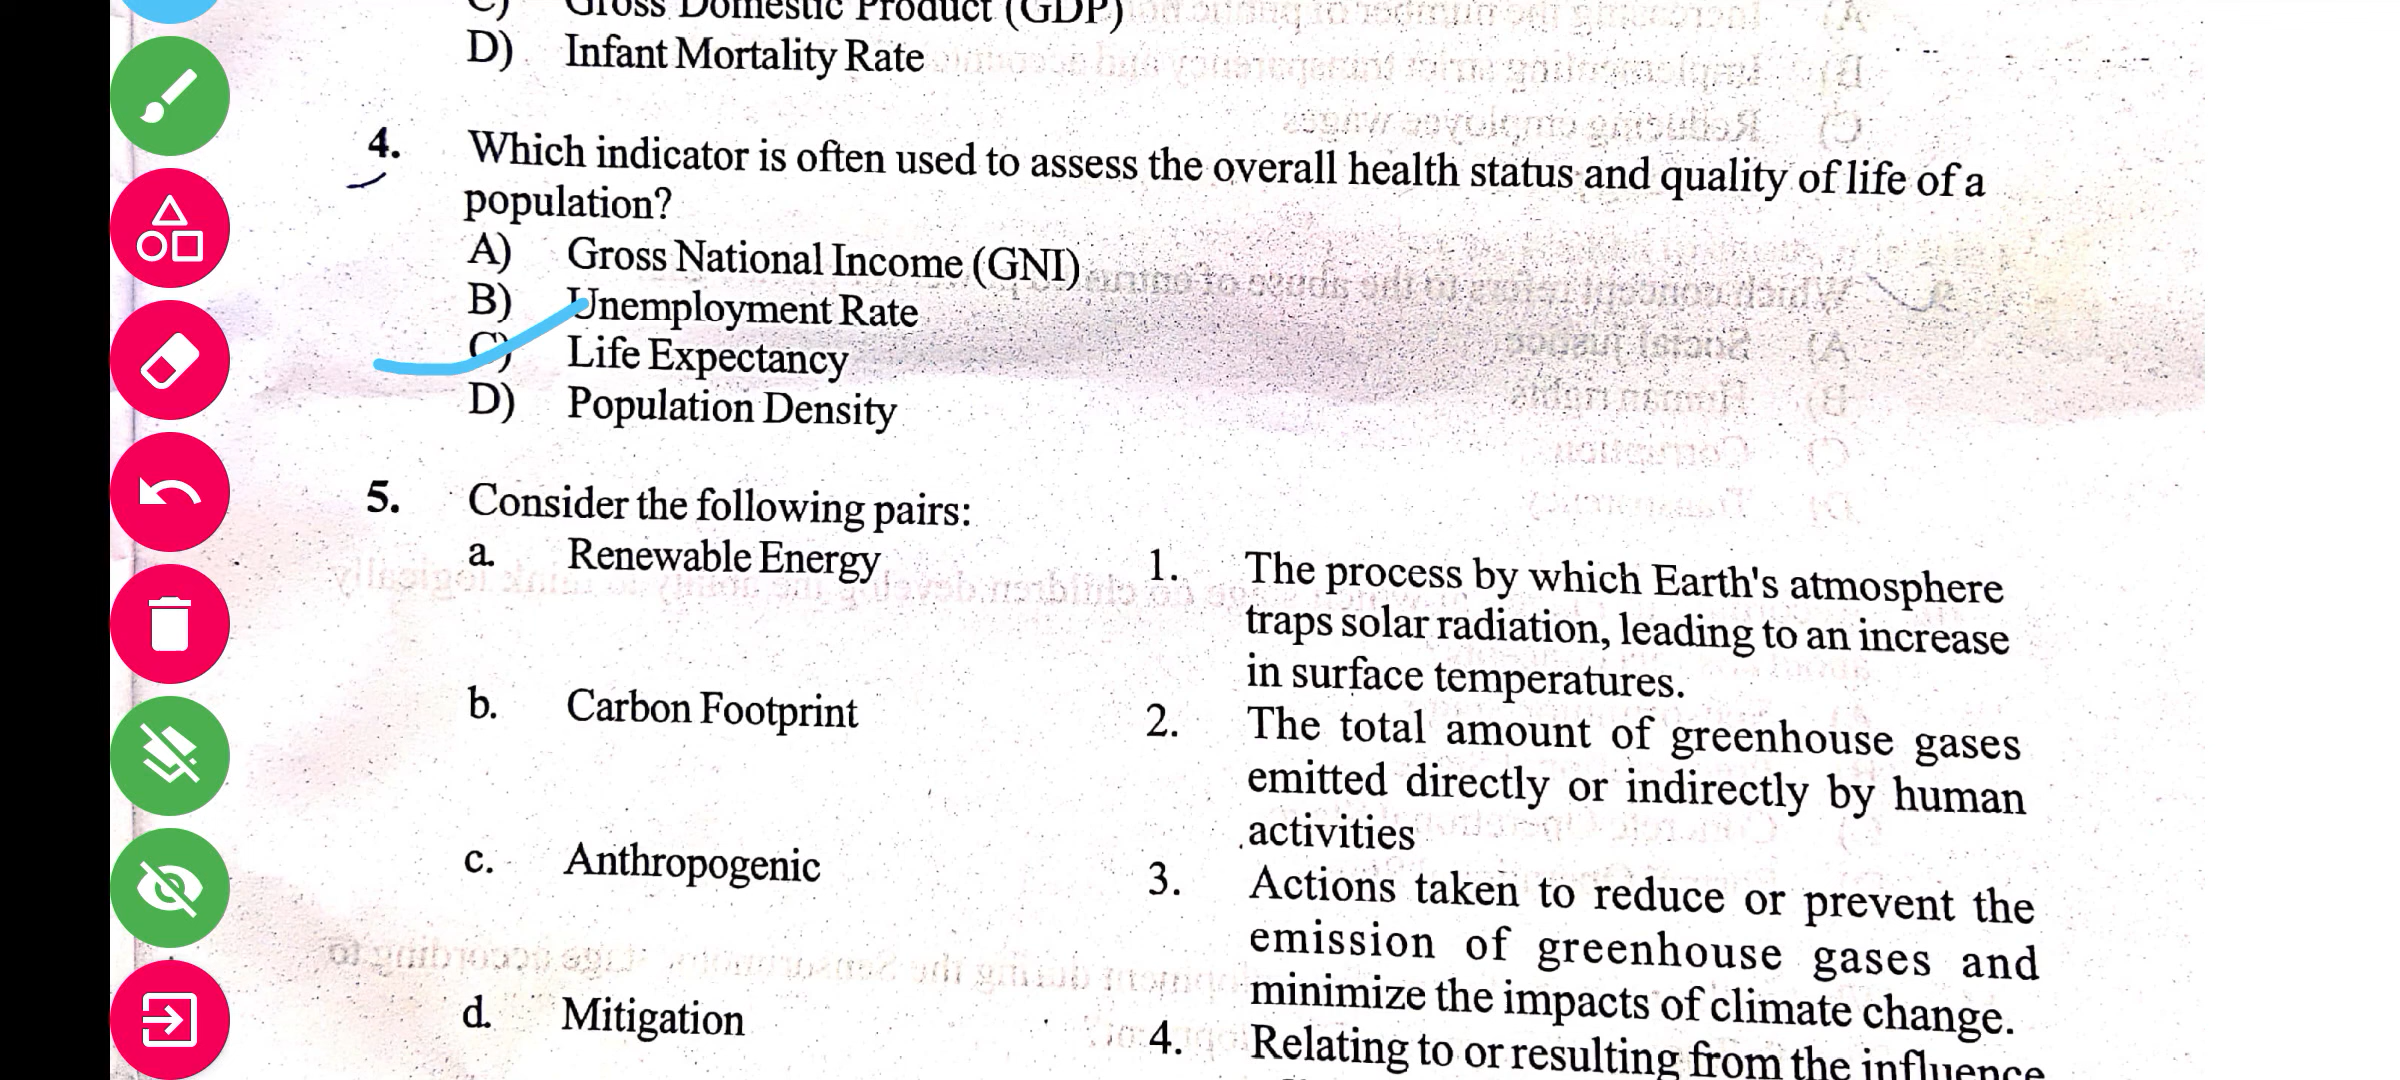 C) Gross Domestic Product (GDP)
D) Infant Mortality Rate
4. Which indicator is often used to assess the overall health status and quality of life of a
population?
A) Gross National Income (GNI)
B) Unemployment Rate
C) Life Expectancy
D) Population Density
5. Consider the following pairs:
a. Renewable Energy
1. The process by which Earth's atmosphere
traps solar radiation, leading to an increase
in surface temperatures.
b. Carbon Footprint
2. The total amount of greenhouse gases
emitted directly or indirectly by human
activities
c. Anthropogenic
3. Actions taken to reduce or prevent the
emission of greenhouse gases and
minimize the impacts of climate change.
d. Mitigation
4. Relating to or resulting from the influence